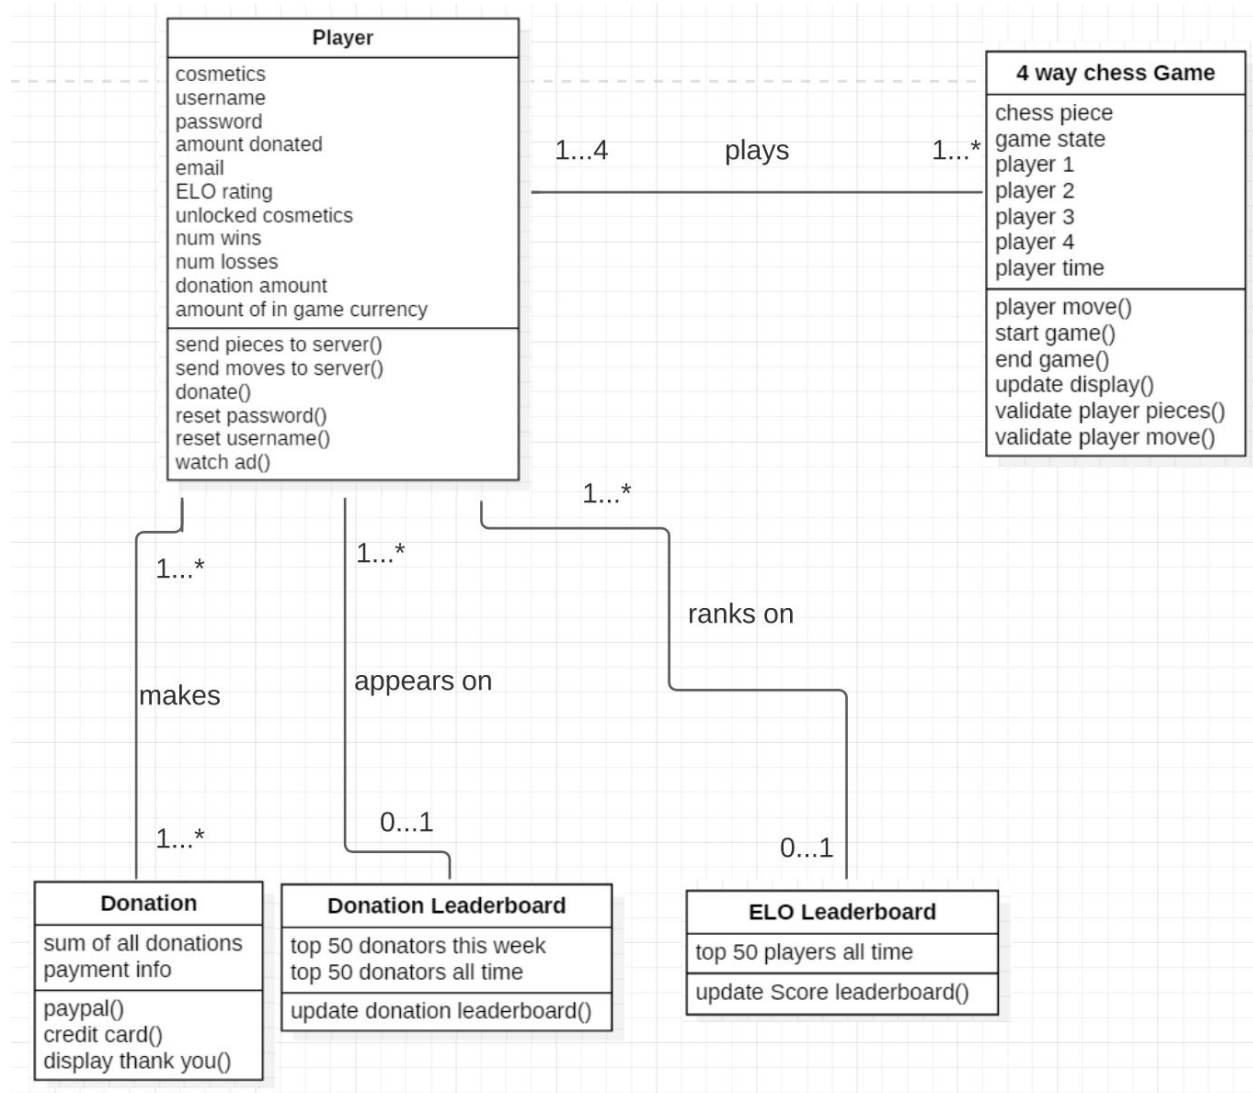 Player
cosmetics
username
password
amount donated
email
ELO rating
unlocked cosmetics
num wins
num losses
donation amount
amount of in game currency
send pieces to server()
send moves to server()
donate()
reset password()
reset username()
watch ad()
1...4
plays
1...*
4 way chess Game
chess piece
game state
player 1
player 2
player 3
player 4
player time
player move()
start game()
end game()
update display()
validate player pieces()
validate player move()
1...*
makes
1...*
1...*
appears on
0...1
1...*
ranks on
0...1
Donation
sum of all donations
payment info
paypal()
credit card()
display thank you()
Donation Leaderboard
top 50 donators this week
top 50 donators all time
update donation leaderboard()
ELO Leaderboard
top 50 players all time
update Score leaderboard()